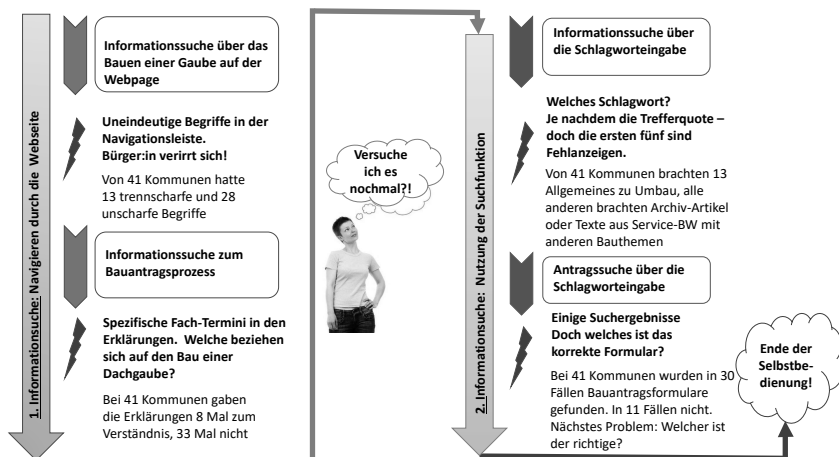 1. Informationsuche: Navigieren durch die Webseite
Informationssuche über das
Bauen einer Gaube auf der
Webpage
Uneindeutige Begriffe in der
Navigationsleiste.
Bürger:in verirrt sich!
Von 41 Kommunen hatte
13 trennscharfe und 28
unscharfe Begriffe
Informationssuche zum
Bauantragsprozess
Spezifische Fach-Termini in den
Erklärungen. Welche beziehen
sich auf den Bau einer
Dachgaube?
Bei 41 Kommunen gaben
die Erklärungen 8 Mal zum
Verständnis, 33 Mal nicht
Versuche
ich es
nochmal?!
2. Informationsuche: Nutzung der Suchfunktion
Informationssuche über
die Schlagworteingabe
Welches Schlagwort?
Je nachdem die Trefferquote –
doch die ersten fünf sind
Fehlanzeigen.
Von 41 Kommunen brachten 13
Allgemeines zu Umbau, alle
anderen brachten Archiv-Artikel
oder Texte aus Service-BW mit
anderen Bauthemen
Antragssuche über die
Schlagworteingabe
Einige Suchergebnisse
Doch welches ist das
korrekte Formular?
Bei 41 Kommunen wurden in 30
Fällen Bauantragsformulare
gefunden. In 11 Fällen nicht.
Nächstes Problem: Welcher ist
der richtige?
Ende der
Selbstbe-
dienung!